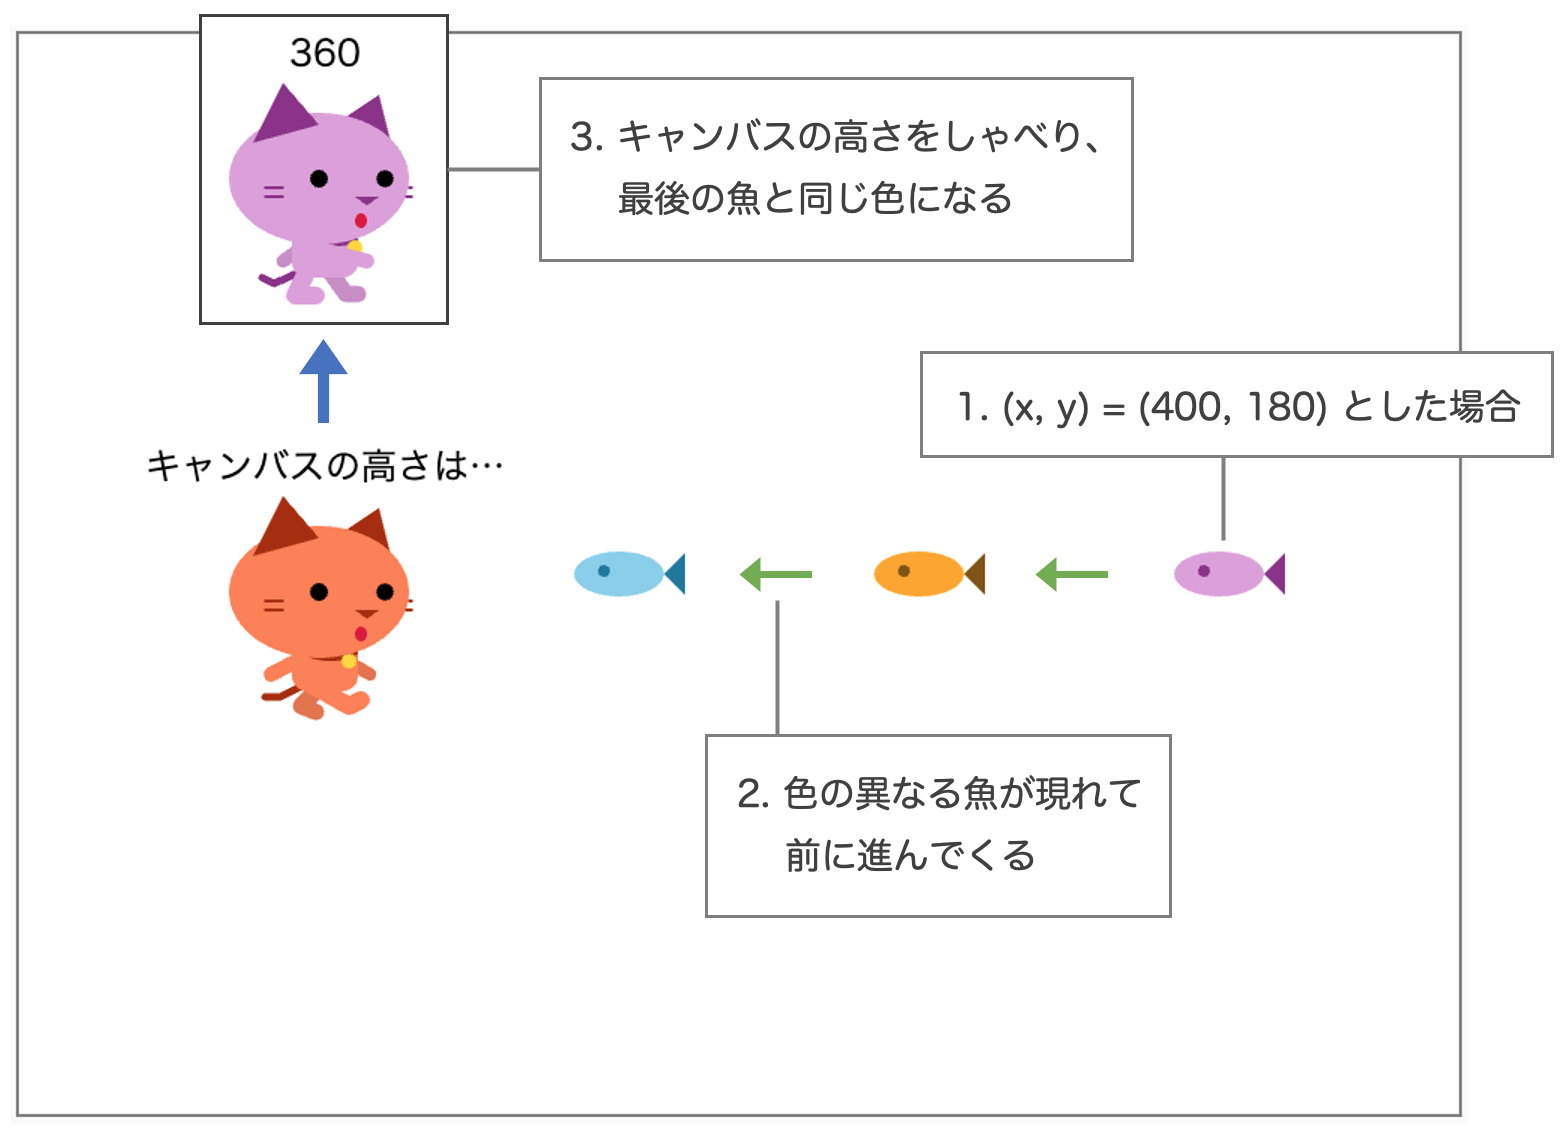 360
3. キャンバスの高さをしゃべり、
最後の魚と同じ色になる
1. (x, y) = (400, 180) とした場合
キャンバスの高さは…
2. 色の異なる魚が現れて
前に進んでくる